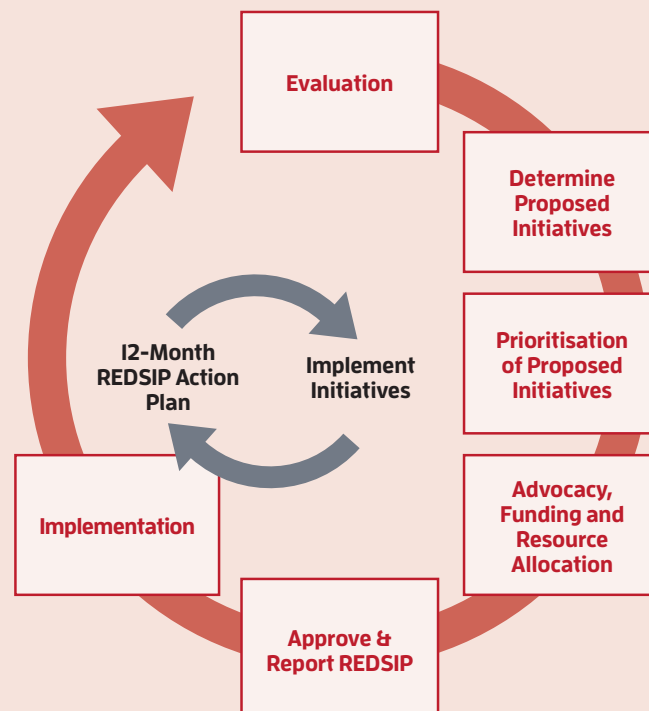 Evaluation
Determine
Proposed
Initiatives
Prioritisation
of Proposed
Initiatives
Advocacy,
Funding and
Resource
Allocation
Approve &
Report REDSIP
Implementation
12-Month
REDSIP Action
Plan
Implement
Initiatives